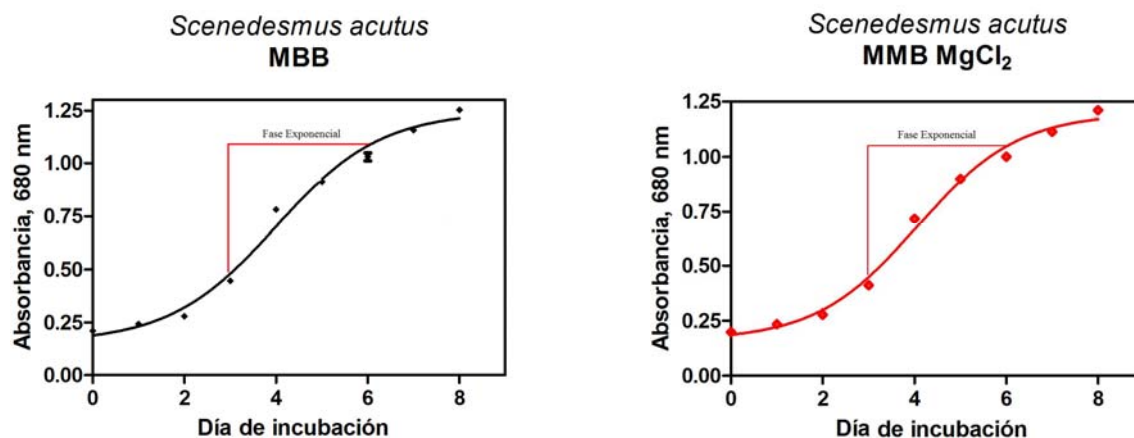 Scenedesmus acutus
MBB
1.25
1.00
0.75
0.50
0.25
0.00
Absorbancia, 680 nm
Fase Exponencial
0 2 4 6 8
Día de incubación
Scenedesmus acutus
MMB MgCl₂
1.25
1.00
0.75
0.50
0.25
0.00
Absorbancia, 680 nm
Fase Exponencial
0 2 4 6 8
Día de incubación